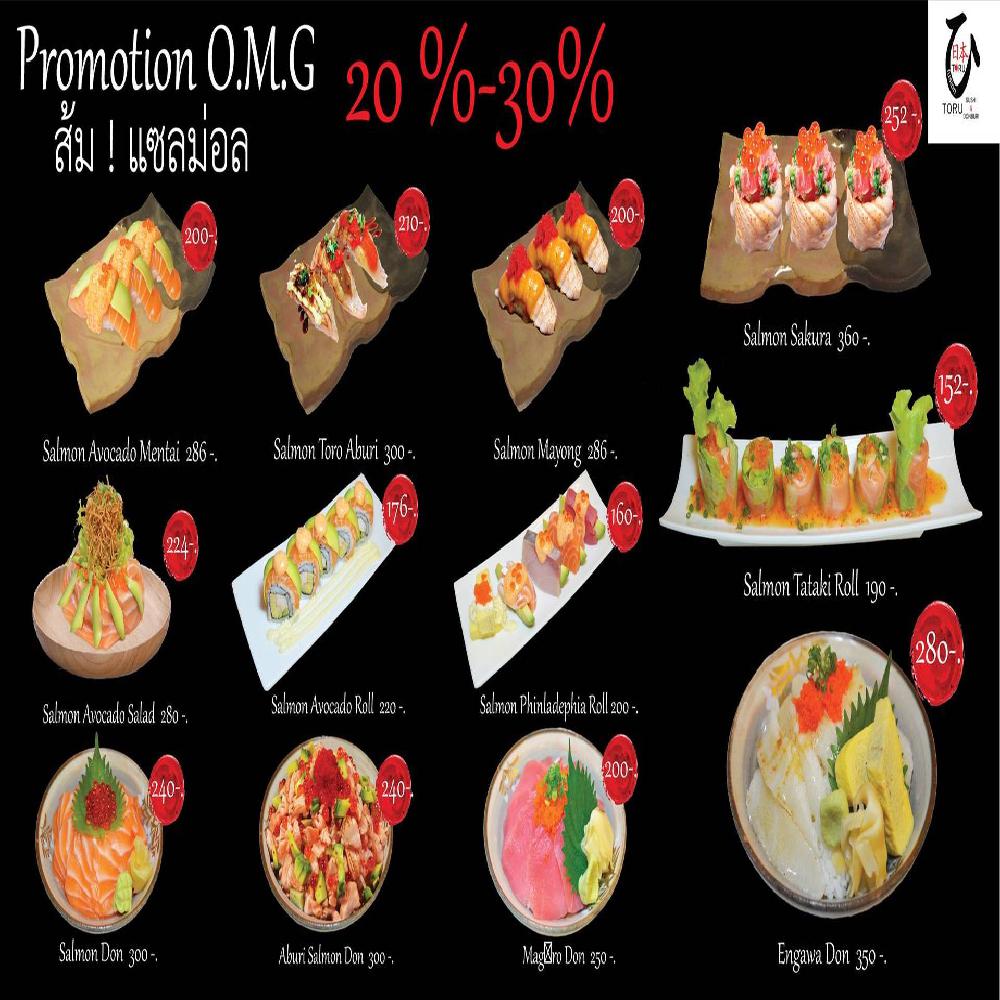 Promotion O.M.G
20 %-30%
ส้ม ! แซลม่อล
日本
TORU
TORU
SUSHI
&
DONBURI
200-.
210-.
200-.
252-.
Salmon Avocado Mentai 286 -.
Salmon Toro Aburi 300 -.
Salmon Mayong 286 -.
Salmon Sakura 360 -.
224-.
176-.
160-.
152-.
Salmon Avocado Salad 280 -.
Salmon Avocado Roll 220 -.
Salmon Phinladephia Roll 200 -.
Salmon Tataki Roll 190 -.
240-.
240-.
200-.
280-.
Salmon Don 300 -.
Aburi Salmon Don 300 -.
Mag☒ro Don 250 -.
Engawa Don 350 -.